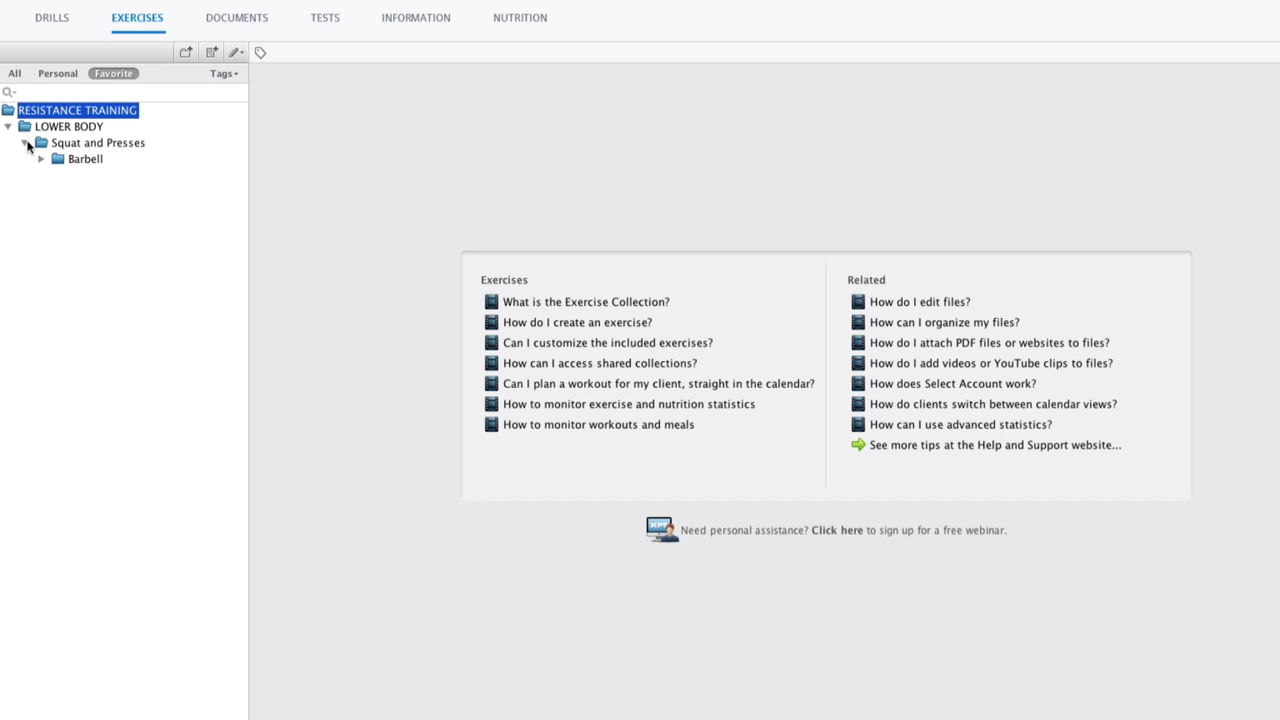 DRILLS EXERCISES DOCUMENTS TESTS INFORMATION NUTRITION
All Personal Favorite Tags
RESISTANCE TRAINING
LOWER BODY
Squat and Presses
Barbell
Exercises
What is the Exercise Collection?
How do I create an exercise?
Can I customize the included exercises?
How can I access shared collections?
Can I plan a workout for my client, straight in the calendar?
How to monitor exercise and nutrition statistics
How to monitor workouts and meals
Related
How do I edit files?
How can I organize my files?
How do I attach PDF files or websites to files?
How do I add videos or YouTube clips to files?
How does Select Account work?
How do clients switch between calendar views?
How can I use advanced statistics?
See more tips at the Help and Support website...
Need personal assistance? Click here to sign up for a free webinar.